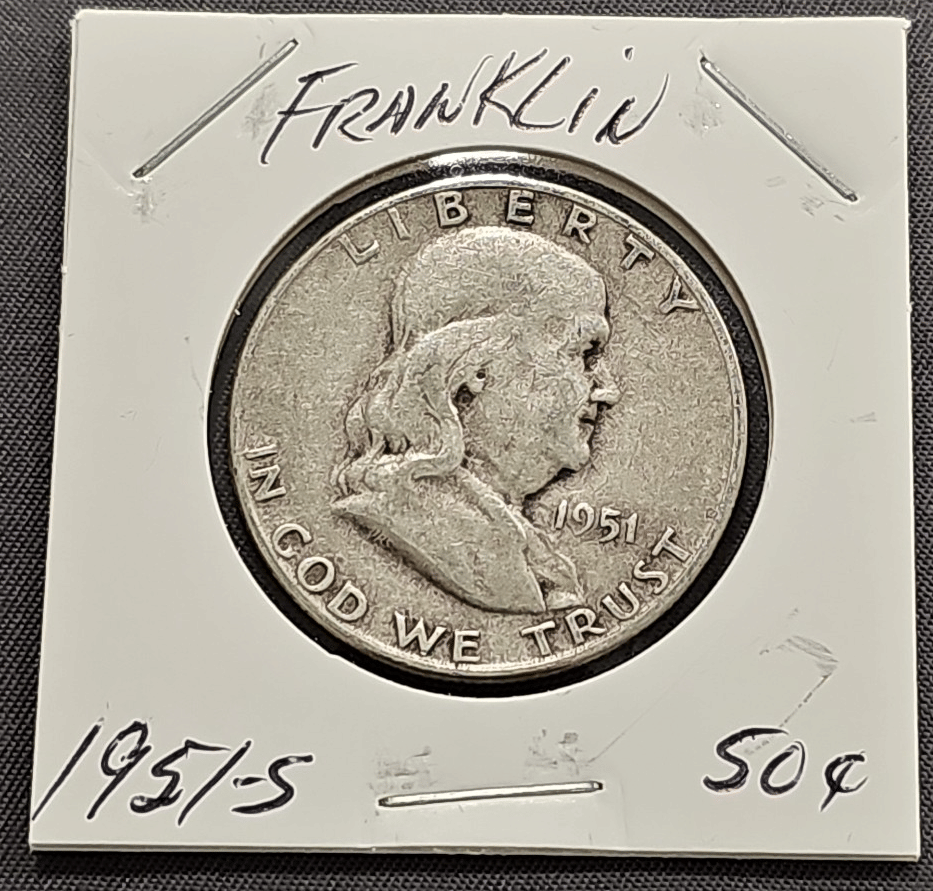 FRANKLIN
LIBERTY
1951
IN GOD WE TRUST
1951-S
50¢